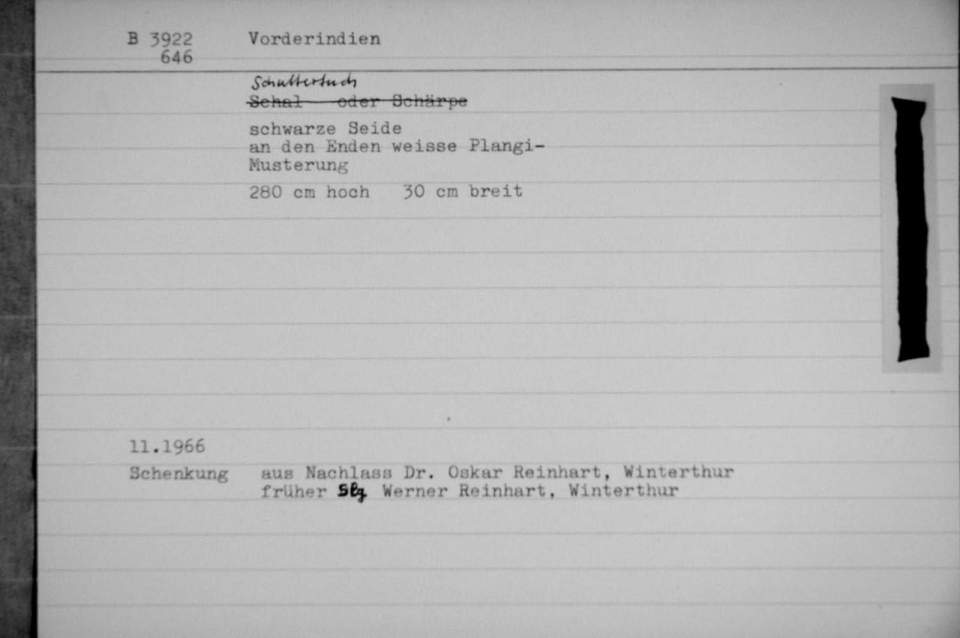 B 3922 Vorderindien
646
Schultertuch
Schal oder Schärpe
schwarze Seide
an den Enden weisse Plangi-
Musterung
280 cm hoch 30 cm breit
11.1966
Schenkung aus Nachlass Dr. Oskar Reinhart, Winterthur
früher Slg Werner Reinhart, Winterthur